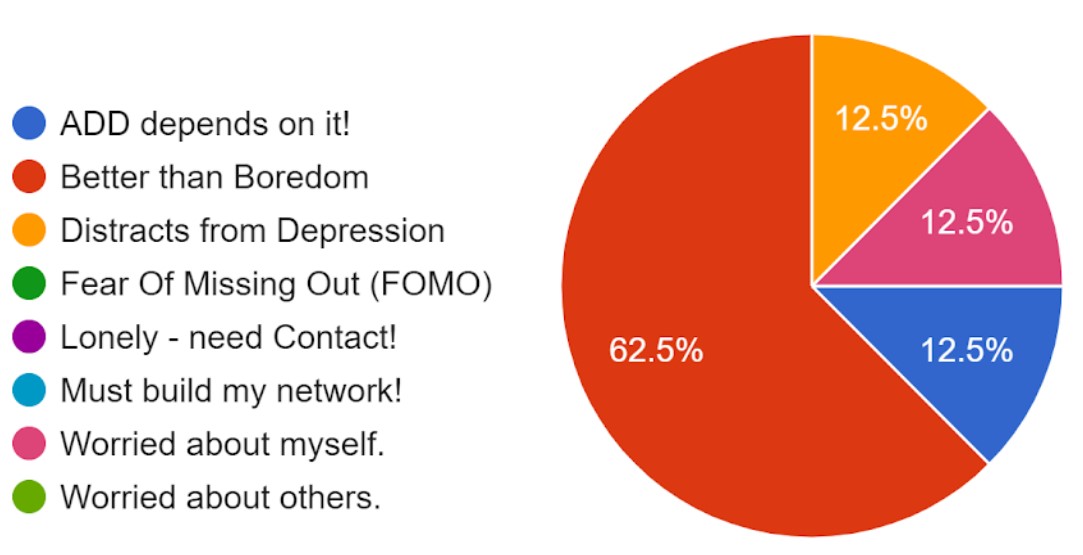 ADD depends on it!
Better than Boredom
Distracts from Depression
Fear Of Missing Out (FOMO)
Lonely - need Contact!
Must build my network!
Worried about myself.
Worried about others.
12.5%
12.5%
12.5%
62.5%